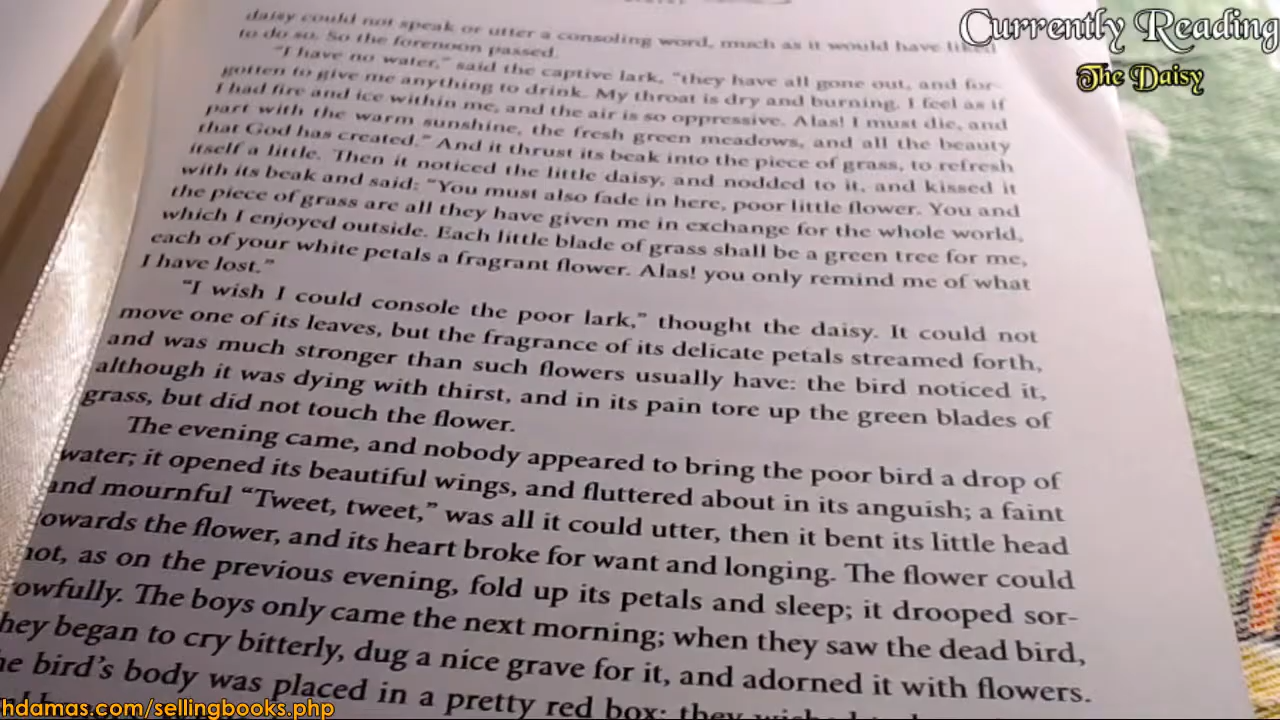 Currently Reading
The Daisy
daisy could not speak or utter a consoling word, much as it would have liked
to do so. So the forenoon passed.
"I have no water," said the captive lark, "they have all gone out, and for-
gotten to give me anything to drink. My throat is dry and burning. I feel as if
I had fire and ice within me, and the air is so oppressive. Alas! I must die, and
part with the warm sunshine, the fresh green meadows, and all the beauty
that God has created." And it thrust its beak into the piece of grass, to refresh
itself a little. Then it noticed the little daisy, and nodded to it, and kissed it
with its beak and said: "You must also fade in here, poor little flower. You and
the piece of grass are all they have given me in exchange for the whole world,
which I enjoyed outside. Each little blade of grass shall be a green tree for me,
each of your white petals a fragrant flower. Alas! you only remind me of what
I have lost."
"I wish I could console the poor lark," thought the daisy. It could not
move one of its leaves, but the fragrance of its delicate petals streamed forth,
and was much stronger than such flowers usually have: the bird noticed it,
although it was dying with thirst, and in its pain tore up the green blades of
grass, but did not touch the flower.
The evening came, and nobody appeared to bring the poor bird a drop of
water; it opened its beautiful wings, and fluttered about in its anguish; a faint
and mournful "Tweet, tweet," was all it could utter, then it bent its little head
owards the flower, and its heart broke for want and longing. The flower could
not, as on the previous evening, fold up its petals and sleep; it drooped sor-
owfully. The boys only came the next morning; when they saw the dead bird,
hey began to cry bitterly, dug a nice grave for it, and adorned it with flowers.
he bird's body was placed in a pretty red box; they wished
hdamas.com/sellingbooks.php